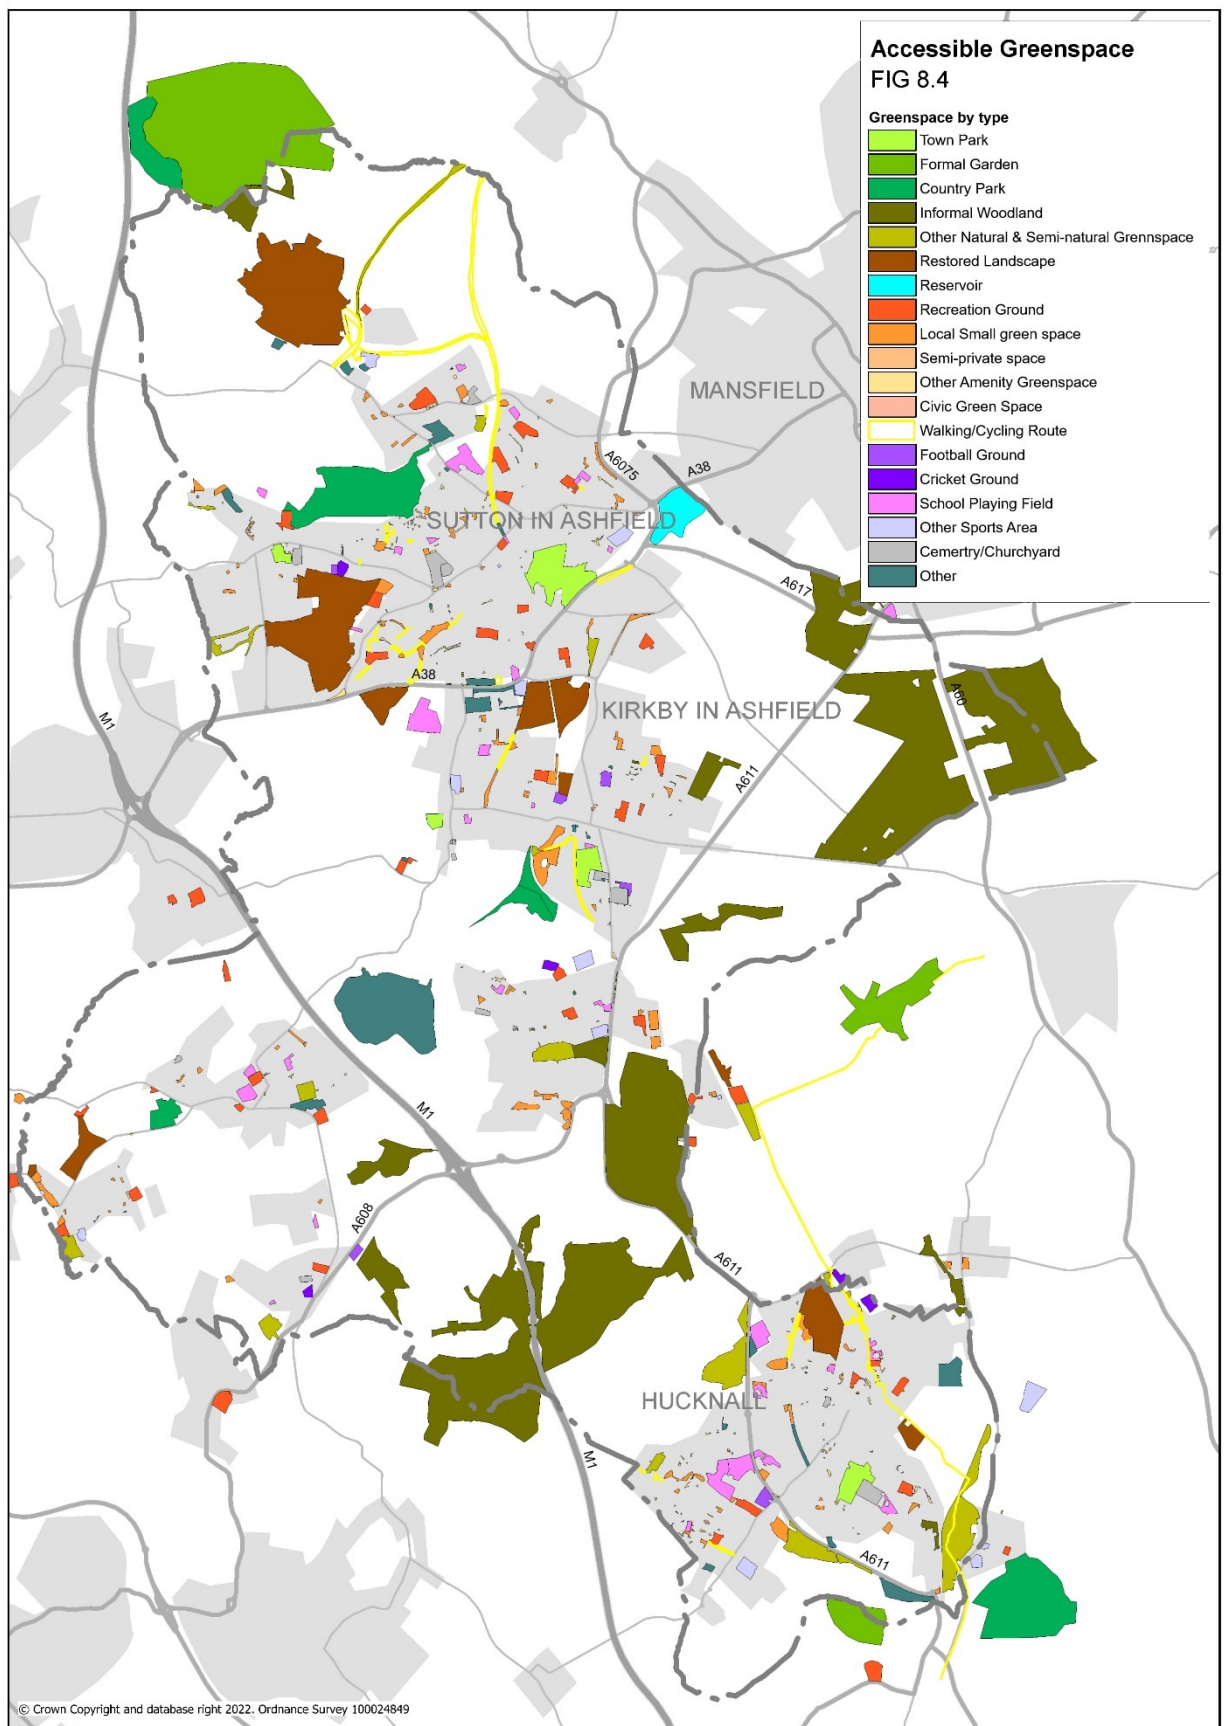 Accessible Greenspace
FIG 8.4
Greenspace by type
Town Park
Formal Garden
Country Park
Informal Woodland
Other Natural & Semi-natural Grennspace
Restored Landscape
Reservoir
Recreation Ground
Local Small green space
Semi-private space
Other Amenity Greenspace
Civic Green Space
Walking/Cycling Route
Football Ground
Cricket Ground
School Playing Field
Other Sports Area
Cemertry/Churchyard
Other
MANSFIELD
A6075
A38
SUTTON IN ASHFIELD
A617
A38
A60
M1
KIRKBY IN ASHFIELD
A611
M1
A608
A611
HUCKNALL
M1
A611
© Crown Copyright and database right 2022. Ordnance Survey 100024849